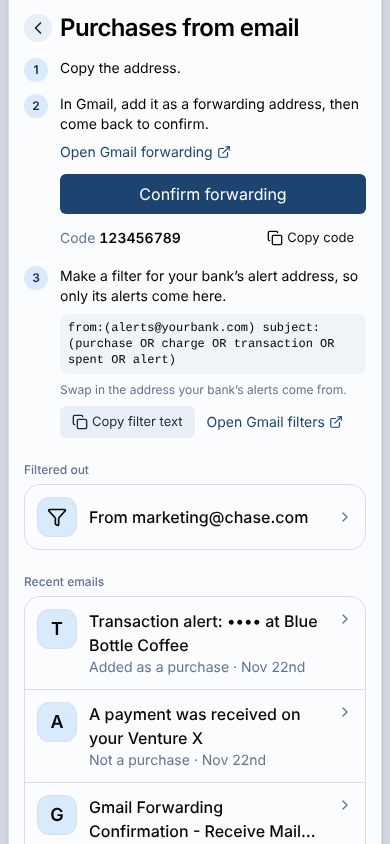 Purchases from email
1 Copy the address.
2 In Gmail, add it as a forwarding address, then
come back to confirm.
Open Gmail forwarding
Confirm forwarding
Code 123456789 Copy code
3 Make a filter for your bank’s alert address, so
only its alerts come here.
from:(alerts@yourbank.com) subject:
(purchase OR charge OR transaction OR
spent OR alert)
Swap in the address your bank’s alerts come from.
Copy filter text Open Gmail filters
Filtered out
From marketing@chase.com
Recent emails
T Transaction alert: •••• at Blue
Bottle Coffee
Added as a purchase · Nov 22nd
A A payment was received on
your Venture X
Not a purchase · Nov 22nd
G Gmail Forwarding
Confirmation - Receive Mail...